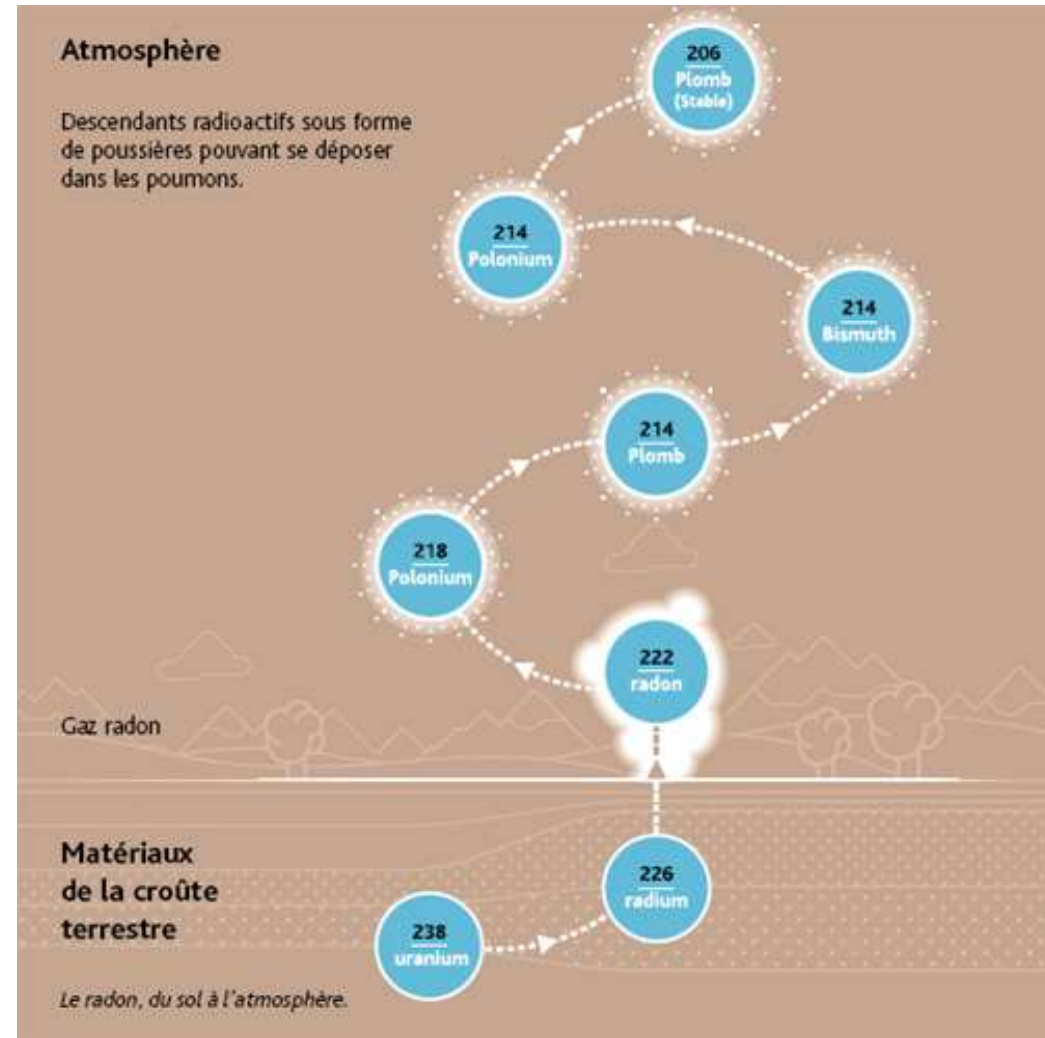 Atmosphère
Descendants radioactifs sous forme
de poussières pouvant se déposer
dans les poumons.
206
Plomb
(Stable)
214
Polonium
214
Bismuth
214
Plomb
218
Polonium
222
radon
Gaz radon
Matériaux
de la croûte
terrestre
226
radium
238
uranium
Le radon, du sol à l'atmosphère.